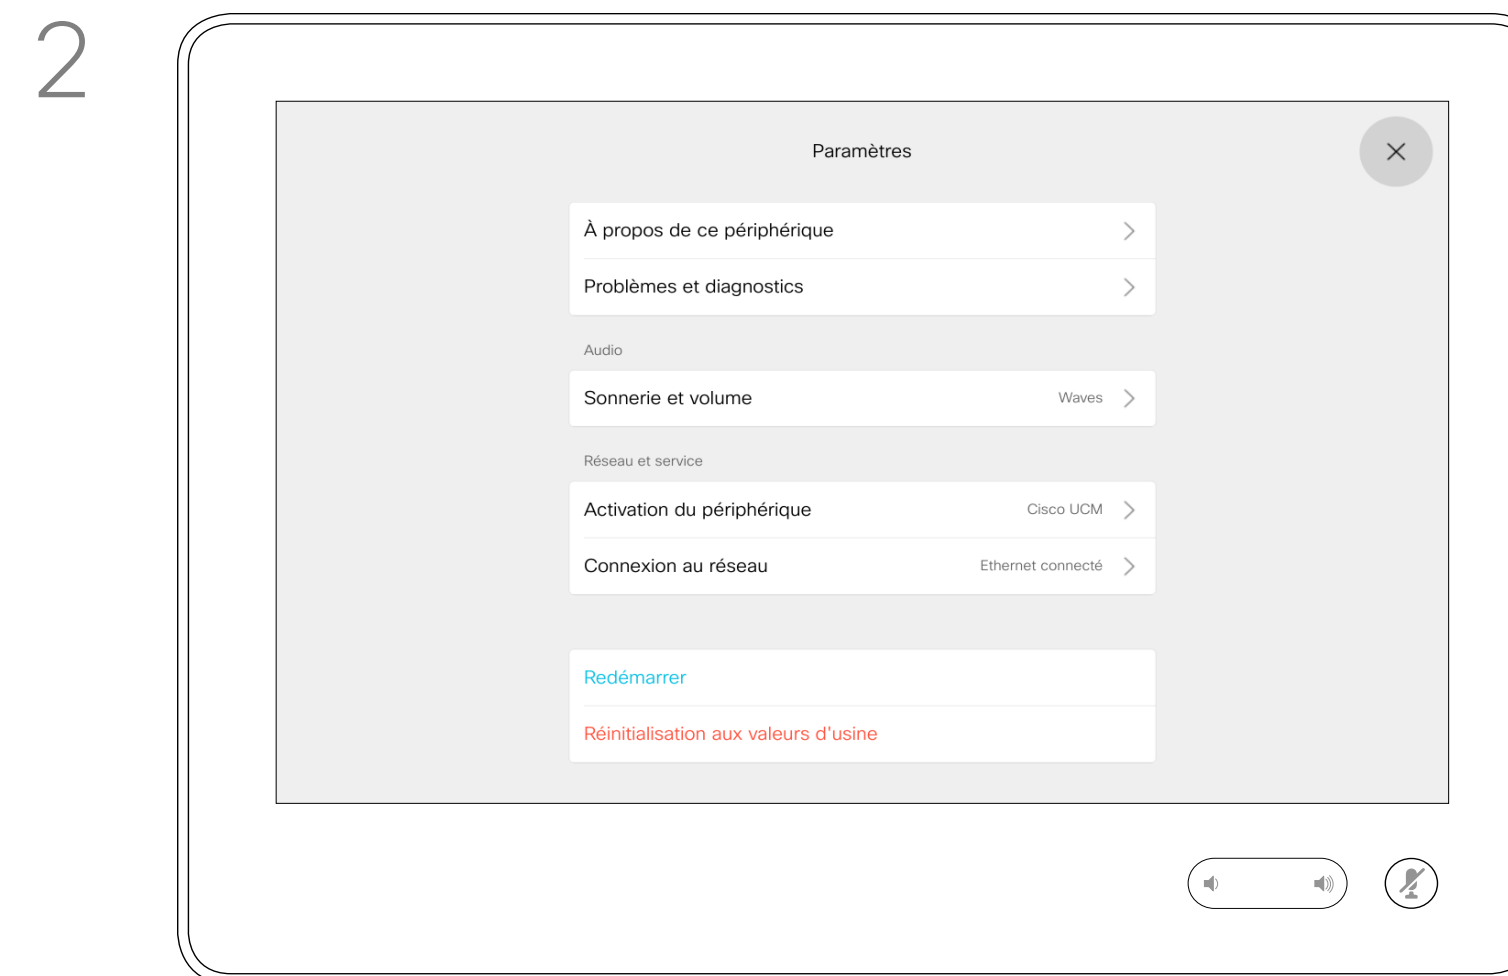 2
Paramètres
À propos de ce périphérique
Problèmes et diagnostics
Audio
Sonnerie et volume Waves
Réseau et service
Activation du périphérique Cisco UCM
Connexion au réseau Ethernet connecté
Redémarrer
Réinitialisation aux valeurs d'usine